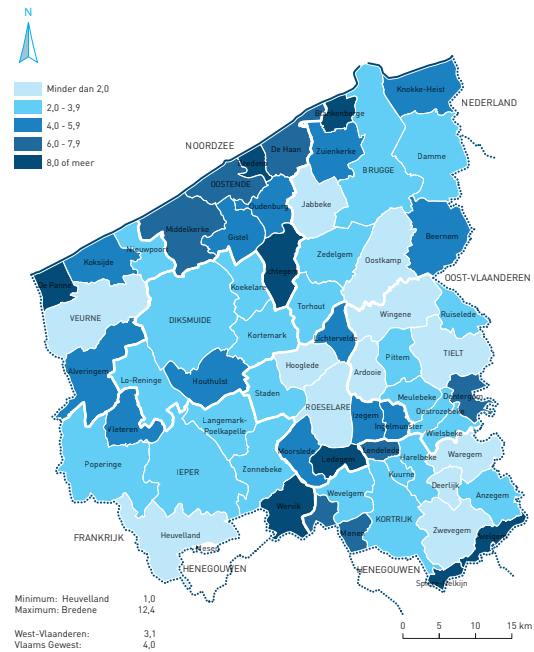 N
Minder dan 2,0
2,0 - 3,9
4,0 - 5,9
6,0 - 7,9
8,0 of meer
NOORDZEE
NEDERLAND
Knokke-Heist
Blankenberge
Zuienkerke
De Haan
Bredene
OOSTENDE
BRUGGE
Damme
Oudenburg
Jabbeke
Middelkerke
Gistel
Beernem
Nieuwpoort
Koksijde
Zedelgem
Oostkamp
OOST-VLAANDEREN
De Panne
Ichtegem
Koekelare
VEURNE
DIKSMUIDE
Torhout
Wingene
Ruiselede
Kortemark
Lichtervelde
Pittem
TIELT
Hooglede
Ardooie
Alveringem
Lo-Reninge
Houthulst
Staden
Meulebeke
Dentergem
ROESELARE
Oostrozebeke
Izegem
Ingelmunster
Wielsbeke
Langemark-
Poelkapelle
Vleteren
Moorslede
Ledegem
Lendelede
Harelbeke
Waregem
Poperinge
IEPER
Zonnebeke
Kuurne
Deerlijk
Wevelgem
Anzegem
Wervik
KORTRIJK
Zwevegem
Menen
Avelgem
FRANKRIJK
Heuvelland
Mesen
HENEGOUWEN
HENEGOUWEN
Spiere-Helkijn
Minimum: Heuvelland 1,0
Maximum: Bredene 12,4
West-Vlaanderen: 3,1
Vlaams Gewest: 4,0
0 5 10 15 km